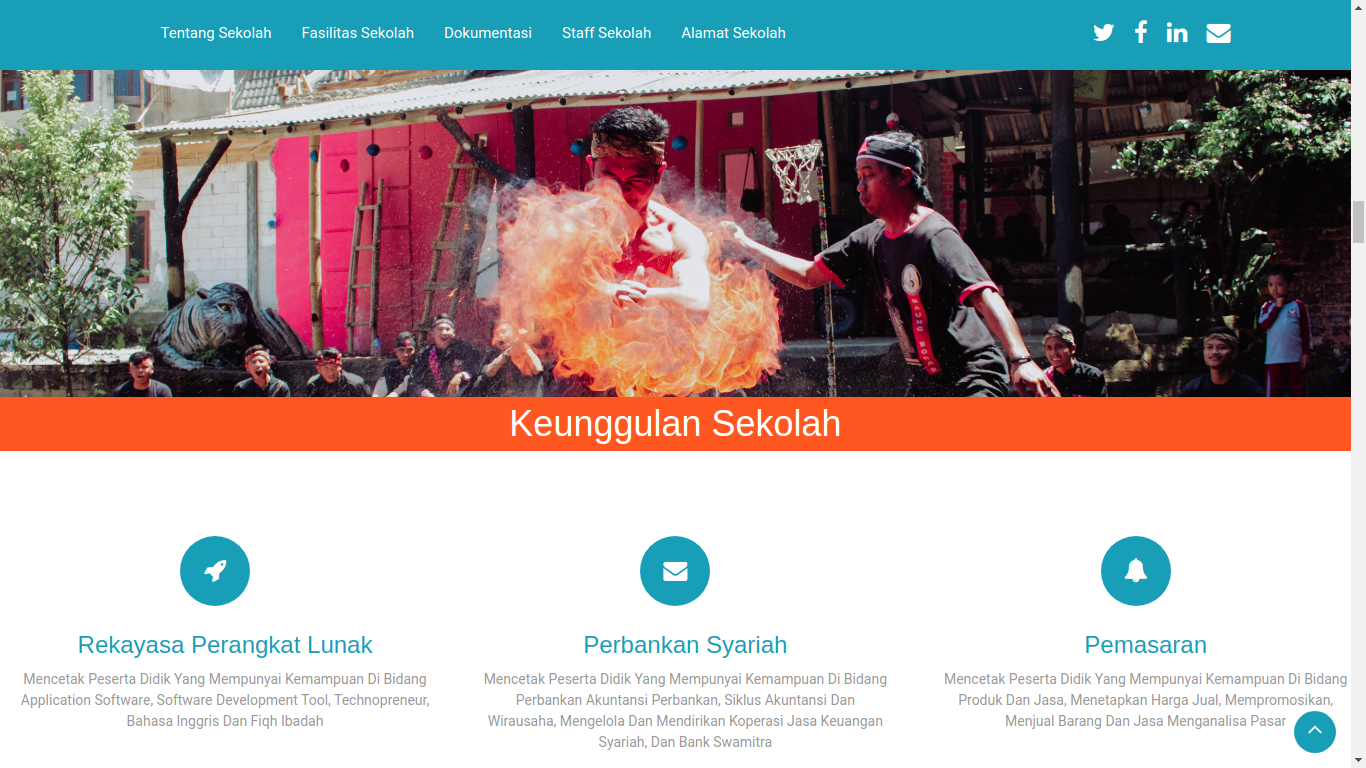 Tentang Sekolah Fasilitas Sekolah Dokumentasi Staff Sekolah Alamat Sekolah
Keunggulan Sekolah
Rekayasa Perangkat Lunak
Mencetak Peserta Didik Yang Mempunyai Kemampuan Di Bidang
Application Software, Software Development Tool, Technopreneur,
Bahasa Inggris Dan Fiqh Ibadah
Perbankan Syariah
Mencetak Peserta Didik Yang Mempunyai Kemampuan Di Bidang
Perbankan Akuntansi Perbankan, Siklus Akuntansi Dan
Wirausaha, Mengelola Dan Mendirikan Koperasi Jasa Keuangan
Syariah, Dan Bank Swamitra
Pemasaran
Mencetak Peserta Didik Yang Mempunyai Kemampuan Di Bidang
Produk Dan Jasa, Menetapkan Harga Jual, Mempromosikan,
Menjual Barang Dan Jasa Menganalisa Pasar